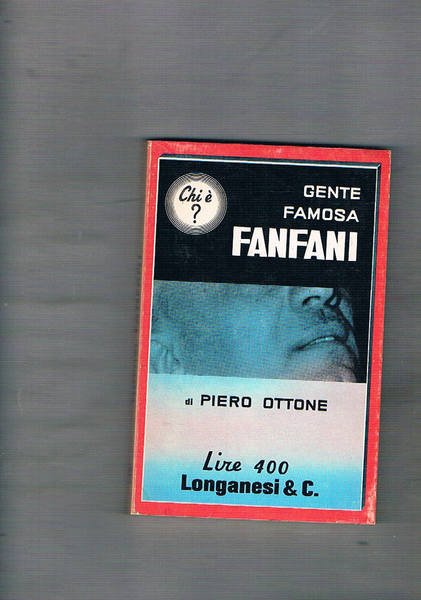 Chi è
?
GENTE
FAMOSA
FANFANI
di PIERO OTTONE
Lire 400
Longanesi & C.